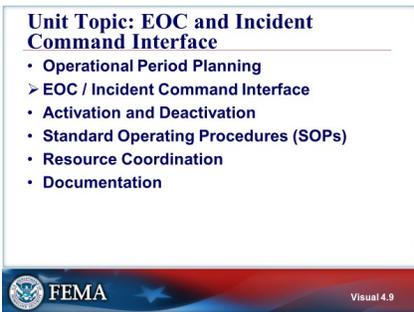 Unit Topic: EOC and Incident
Command Interface
• Operational Period Planning
➢ EOC / Incident Command Interface
• Activation and Deactivation
• Standard Operating Procedures (SOPs)
• Resource Coordination
• Documentation
FEMA
Visual 4.9